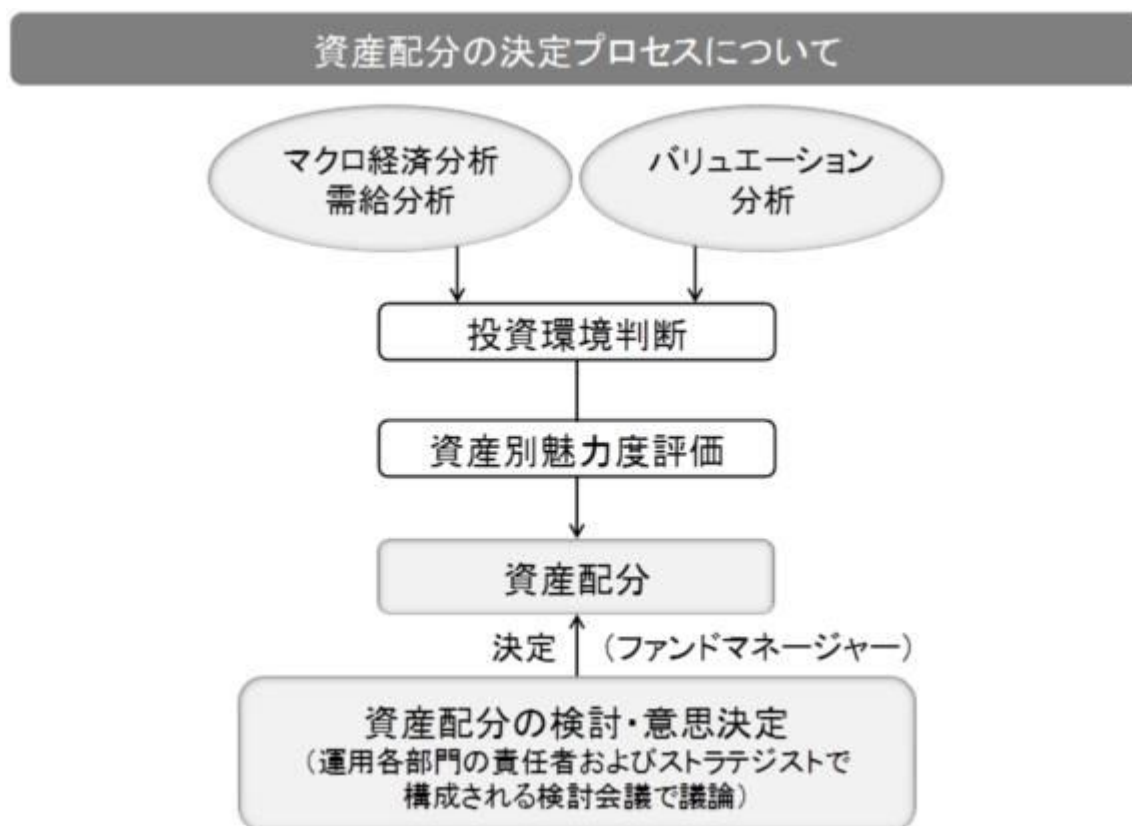 資産配分の決定プロセスについて
マクロ経済分析
需給分析
バリュエーション
分析
投資環境判断
資産別魅力度評価
資産配分
決定 (ファンドマネージャー)
資産配分の検討・意思決定
(運用各部門の責任者およびストラテジストで
構成される検討会議で議論)